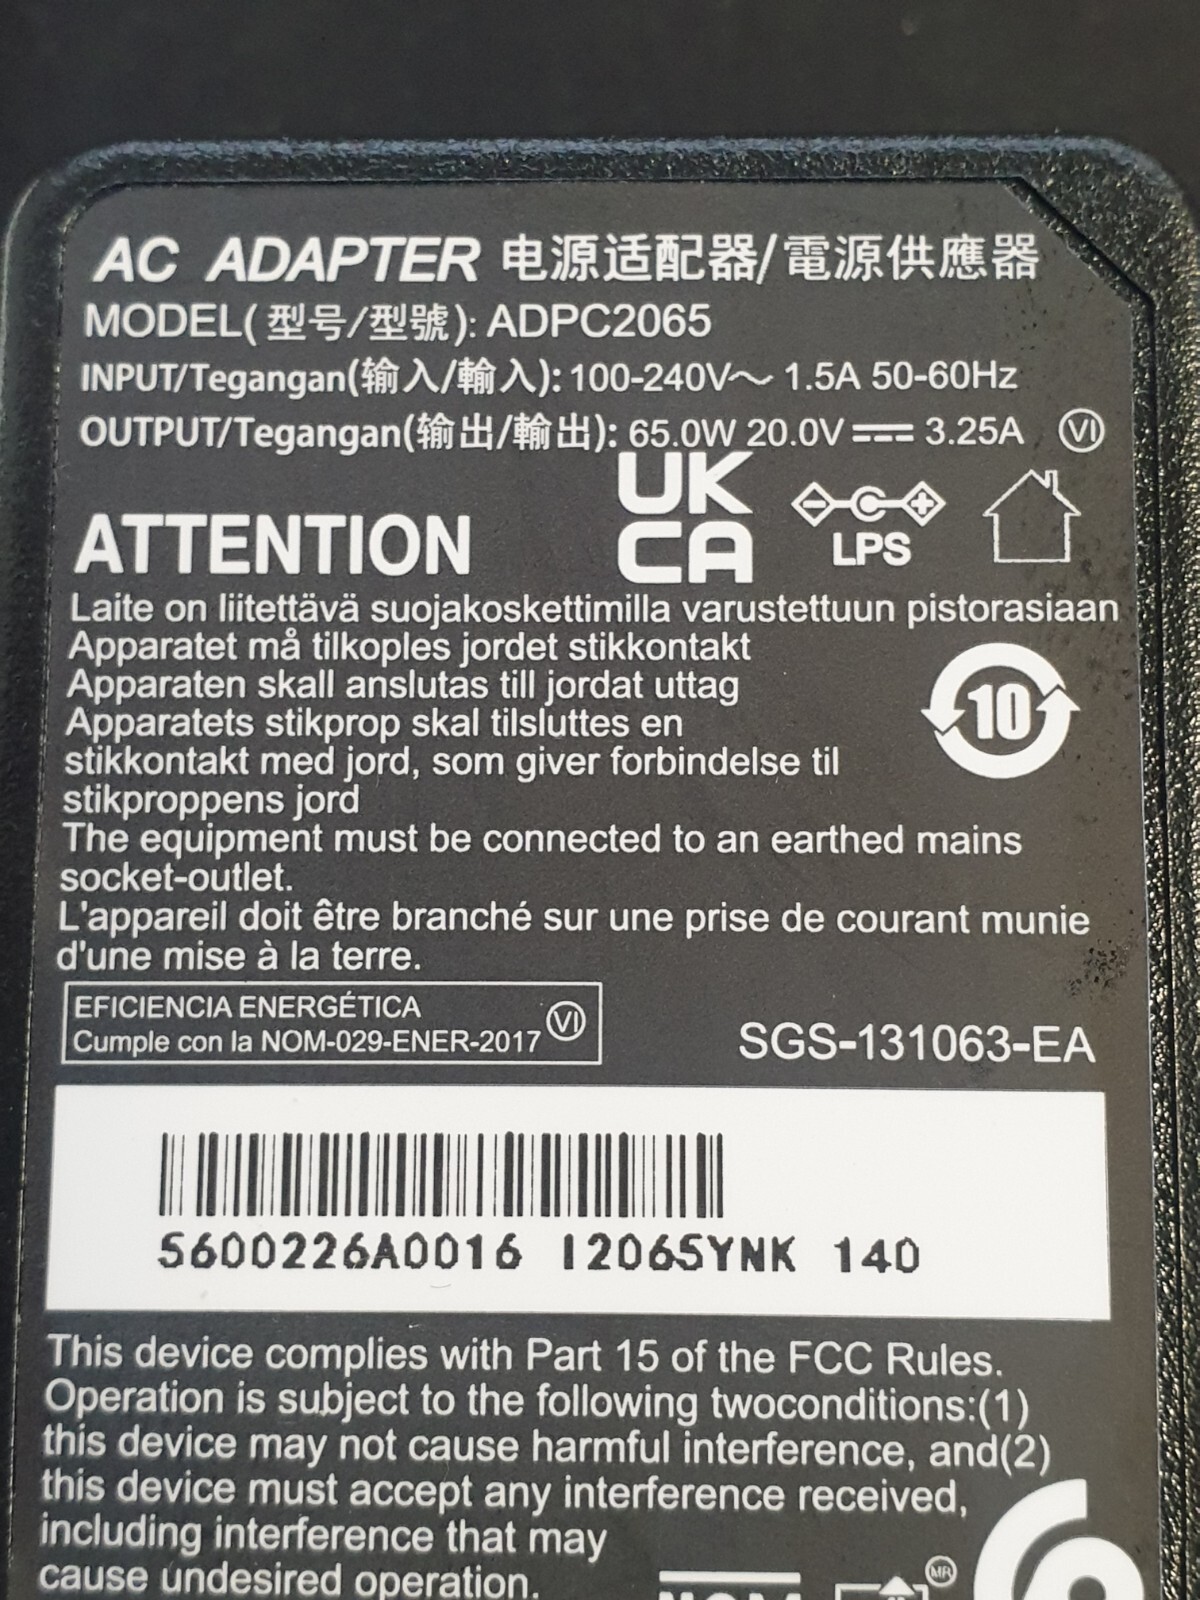 AC ADAPTER 电源适配器/電源供應器
MODEL(型号/型號): ADPC2065
INPUT/Tegangan(输入/輸入): 100-240V～ 1.5A 50-60Hz
OUTPUT/Tegangan(输出/輸出): 65.0W 20.0V⎓ 3.25A VI
UK
CA
LPS
ATTENTION
Laite on liitettävä suojakoskettimilla varustettuun pistorasiaan
Apparatet må tilkoples jordet stikkontakt
Apparaten skall anslutas till jordat uttag
Apparatets stikprop skal tilsluttes en
stikkontakt med jord, som giver forbindelse til
stikproppens jord
10
The equipment must be connected to an earthed mains
socket-outlet.
L'appareil doit être branché sur une prise de courant munie
d'une mise à la terre.
EFICIENCIA ENERGÉTICA
Cumple con la NOM-029-ENER-2017 VI
SGS-131063-EA
5600226A0016 I2065YNK 140
This device complies with Part 15 of the FCC Rules.
Operation is subject to the following twoconditions:(1)
this device may not cause harmful interference, and(2)
this device must accept any interference received,
including interference that may
cause undesired operation.
NOM
MR